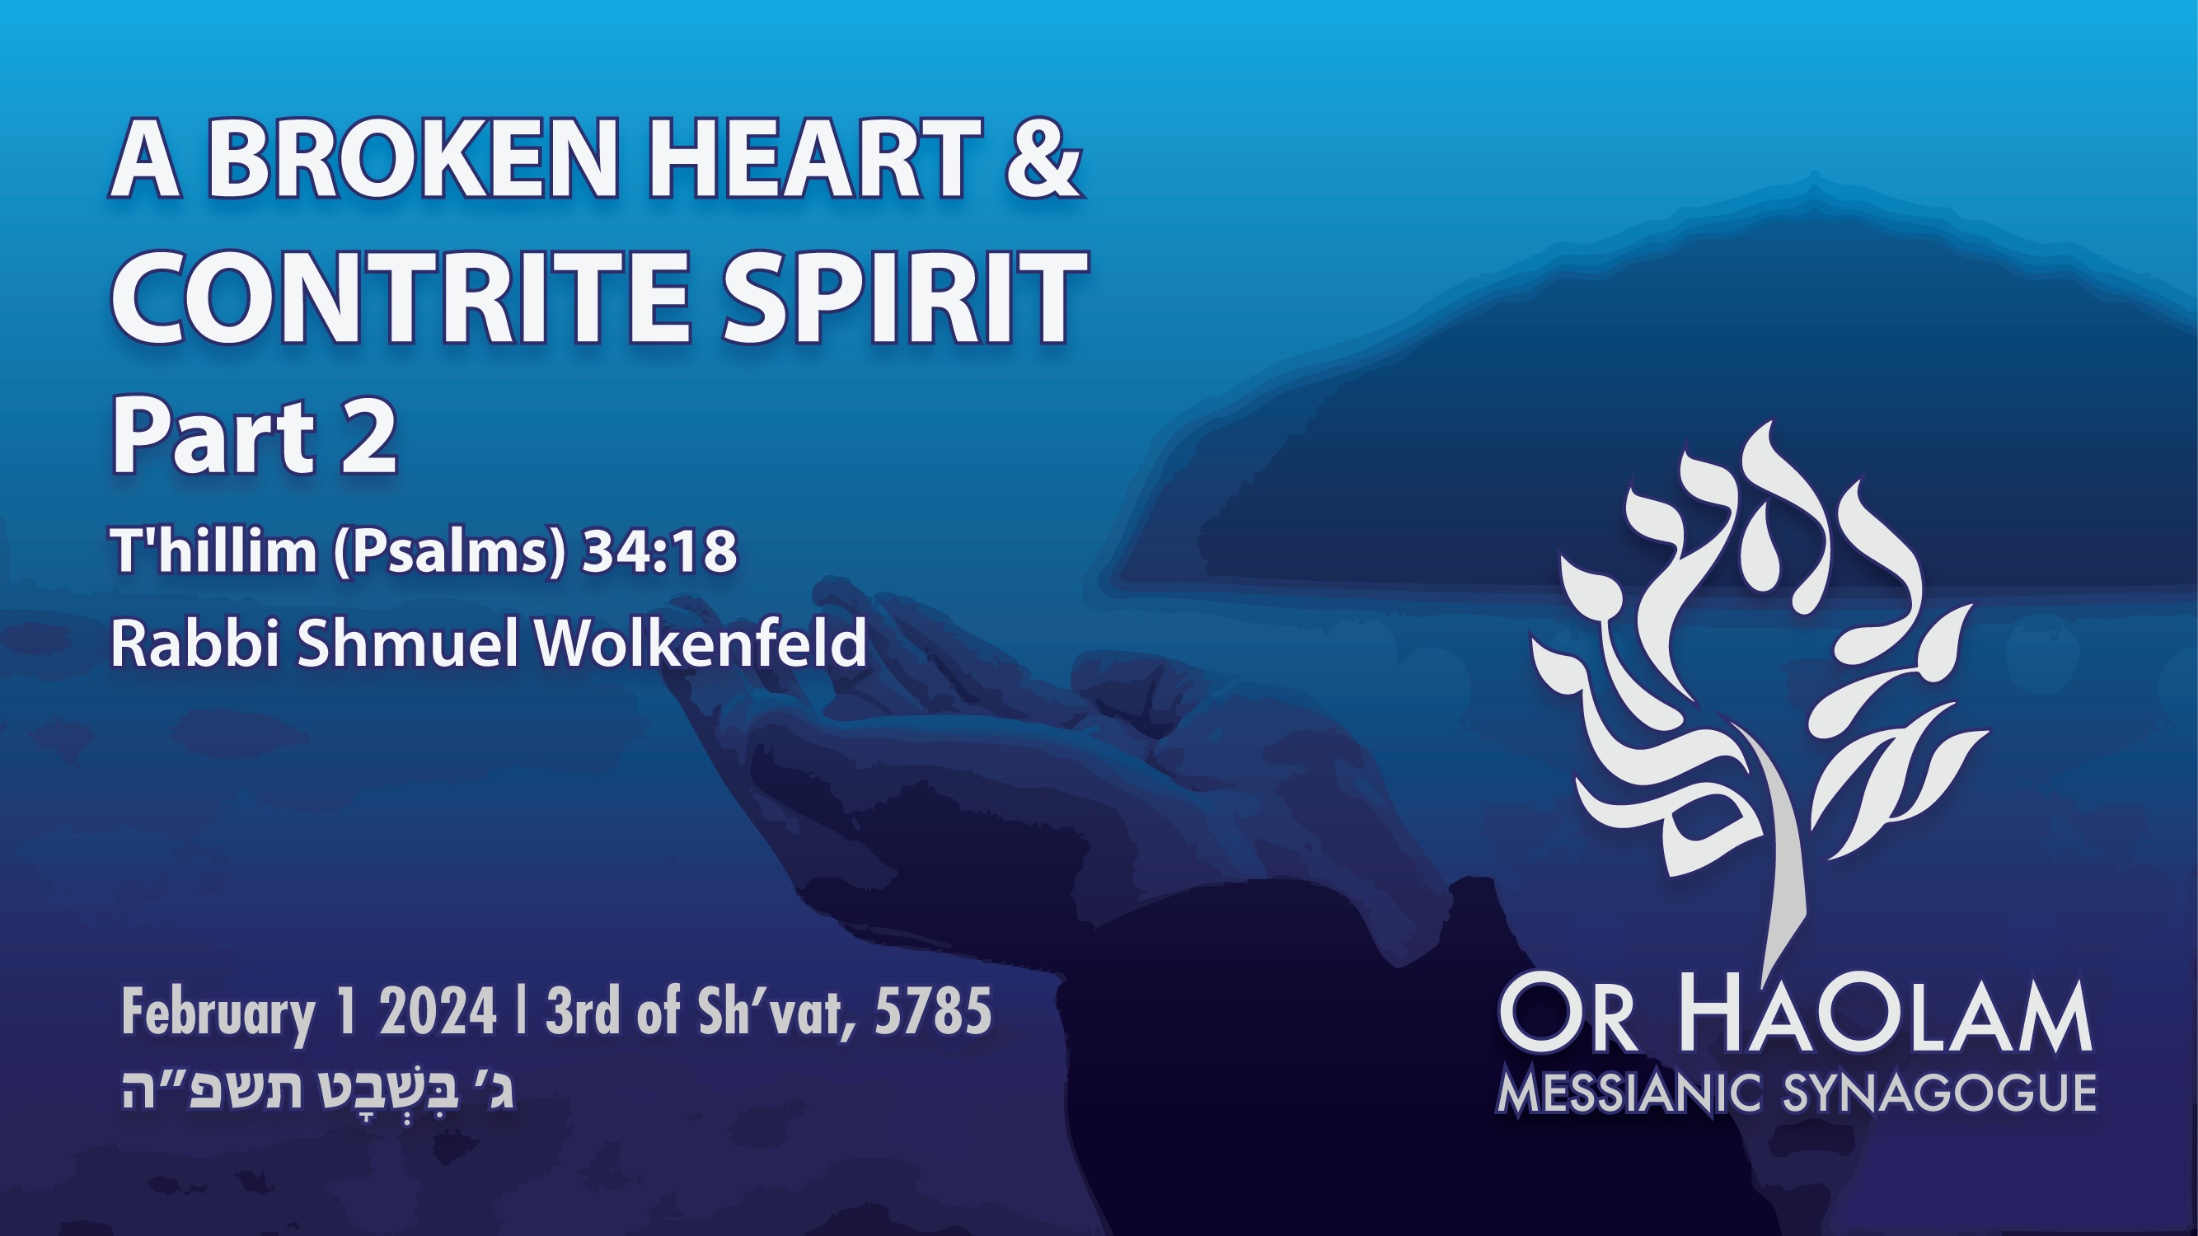 A BROKEN HEART &
CONTRITE SPIRIT
Part 2
T'hillim (Psalms) 34:18
Rabbi Shmuel Wolkenfeld
February 1 2024 | 3rd of Sh’vat, 5785
ג’ בִּשְׁבָט תשפ”ה
OR HAOLAM
MESSIANIC SYNAGOGUE